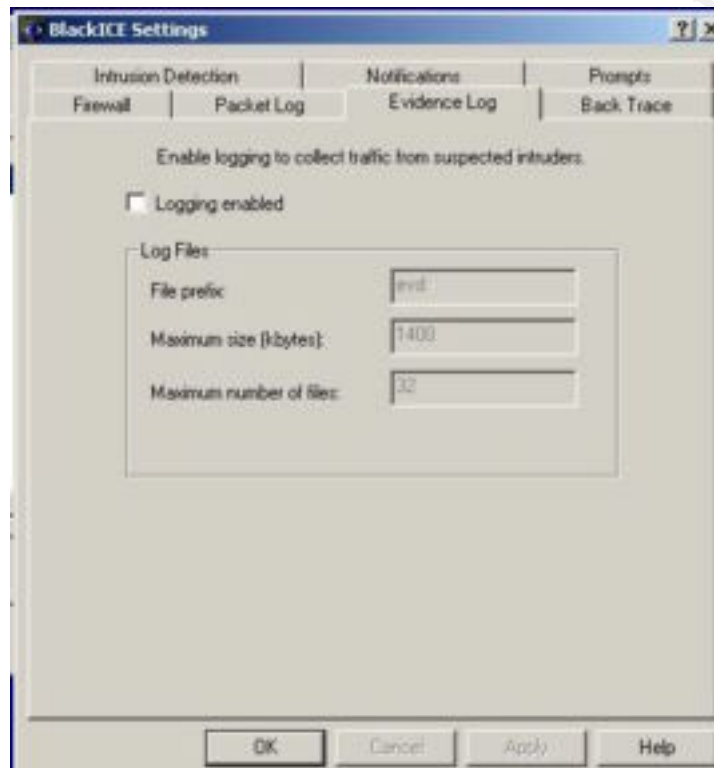 BlackICE Settings
Intrusion Detection
Notifications
Prompts
Firewall
Packet Log
Evidence Log
Back Trace
Enable logging to collect traffic from suspected intruders.
Logging enabled
Log Files
File prefix:
evd
Maximum size (kbytes):
1400
Maximum number of files:
32
OK
Cancel
Apply
Help